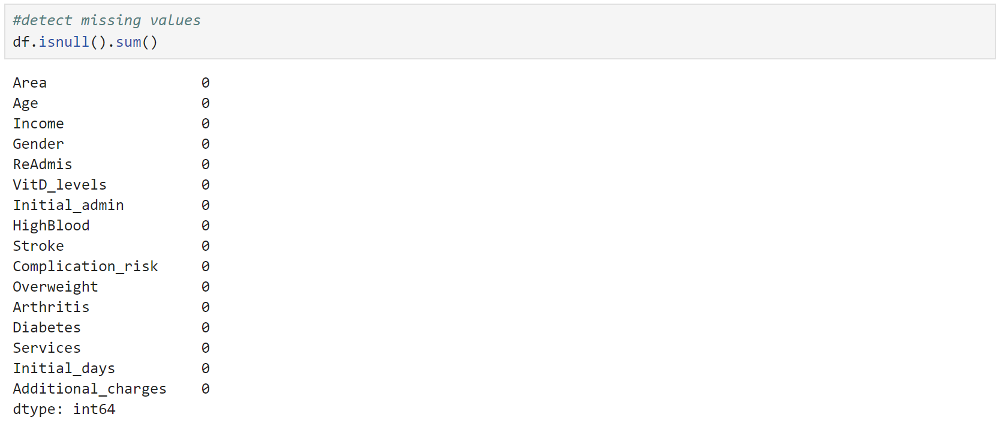 #detect missing values
df.isnull().sum()
Area 0
Age 0
Income 0
Gender 0
ReAdmis 0
VitD_levels 0
Initial_admin 0
HighBlood 0
Stroke 0
Complication_risk 0
Overweight 0
Arthritis 0
Diabetes 0
Services 0
Initial_days 0
Additional_charges 0
dtype: int64